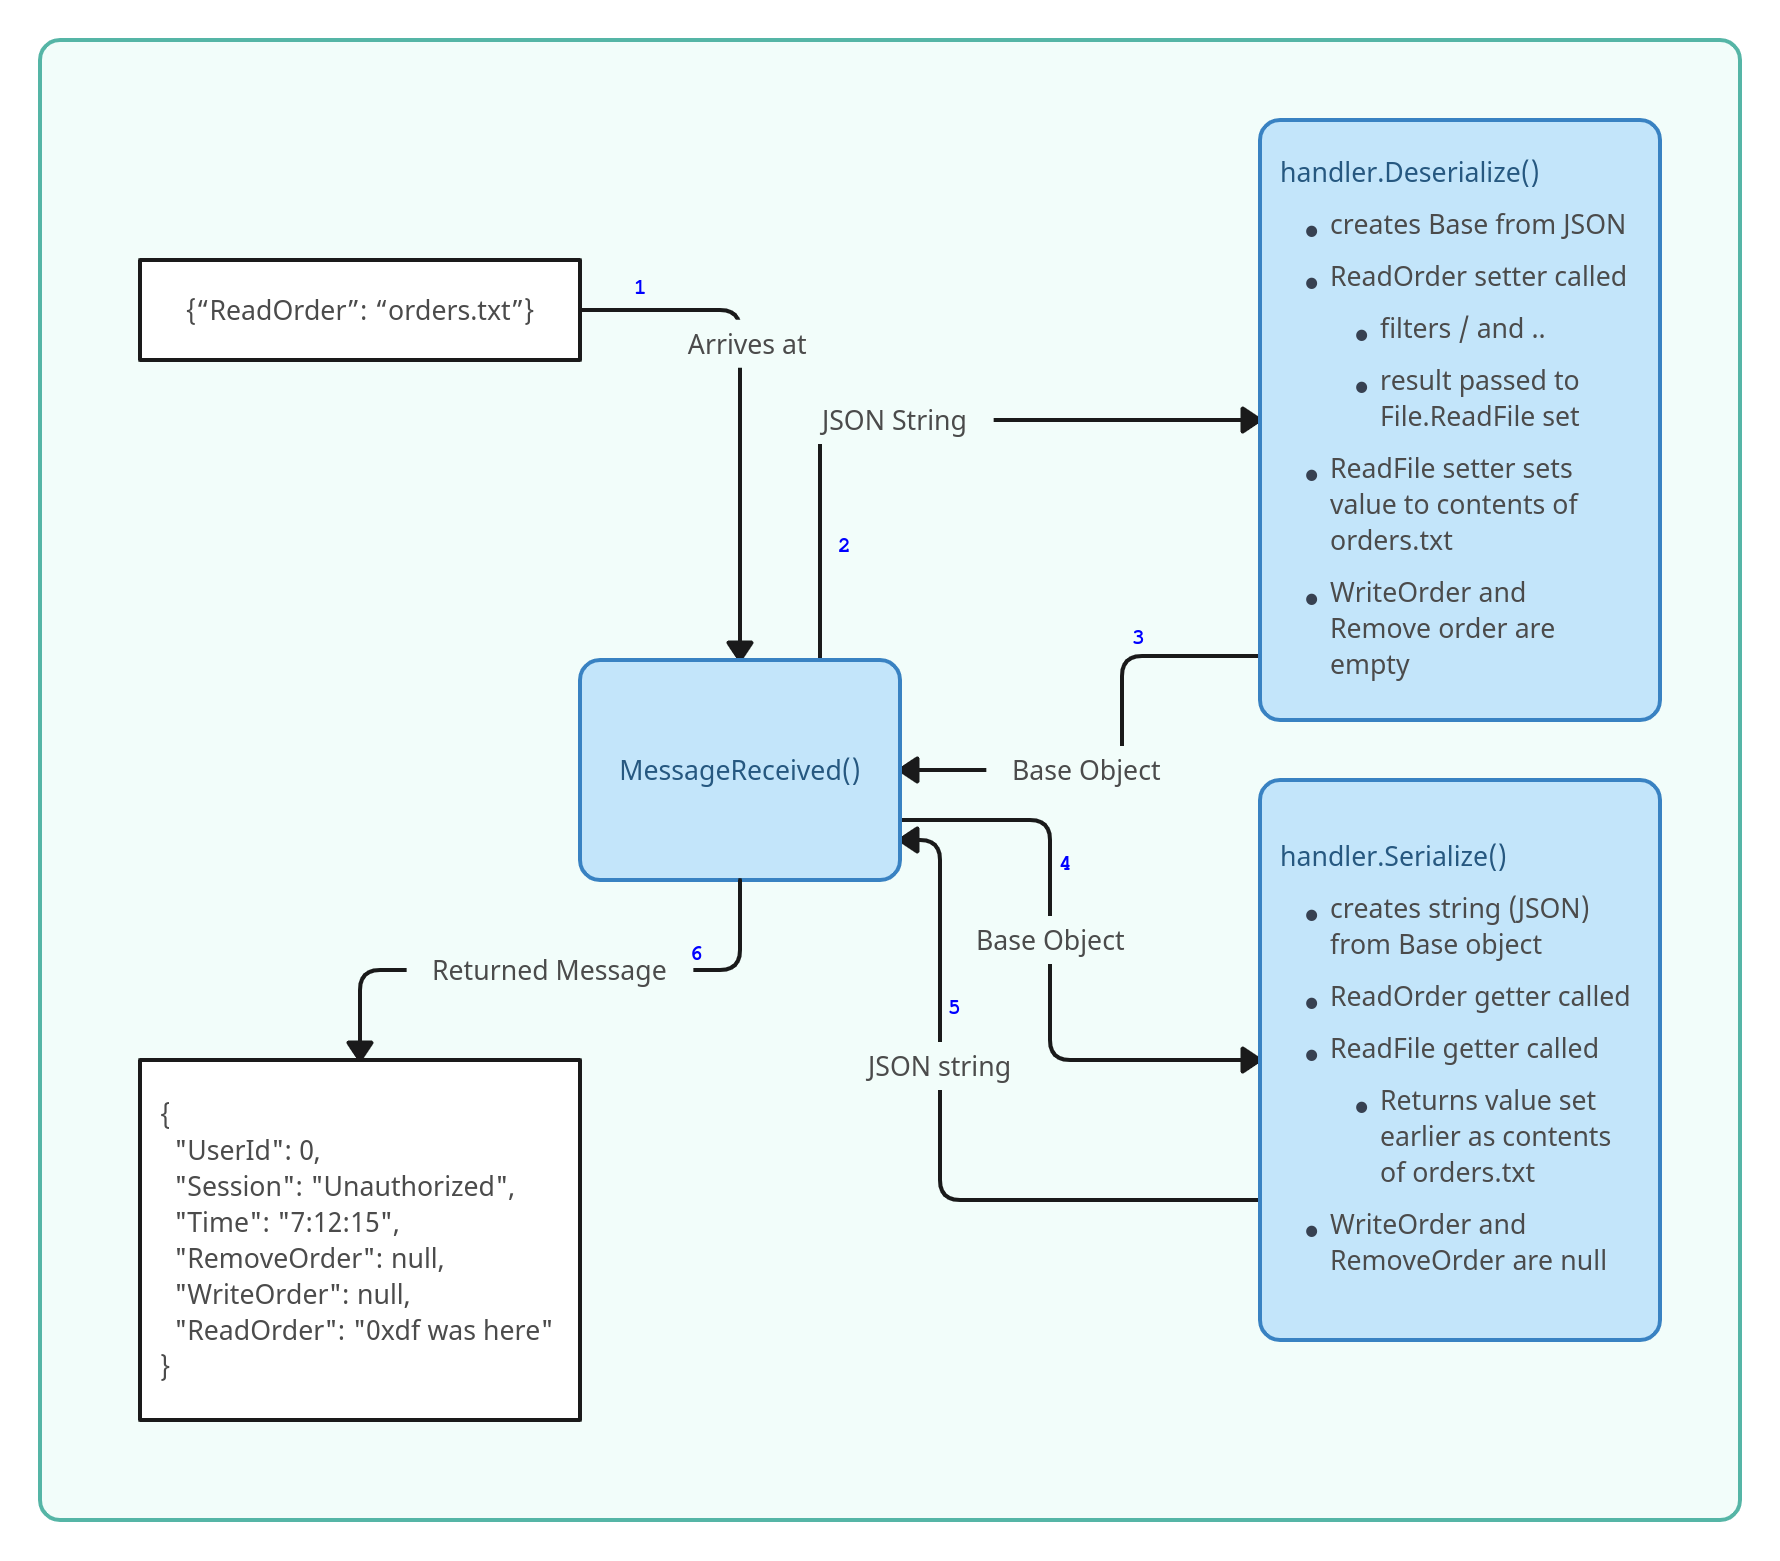 {“ReadOrder”: “orders.txt”}
1
Arrives at
JSON String
2
handler.Deserialize()
• creates Base from JSON
• ReadOrder setter called
• filters / and ..
• result passed to
File.ReadFile set
• ReadFile setter sets
value to contents of
orders.txt
• WriteOrder and
Remove order are
empty
3
Base Object
MessageReceived()
4
Base Object
handler.Serialize()
• creates string (JSON)
from Base object
• ReadOrder getter called
• ReadFile getter called
• Returns value set
earlier as contents
of orders.txt
• WriteOrder and
RemoveOrder are null
5
JSON string
6
Returned Message
{
"UserId": 0,
"Session": "Unauthorized",
"Time": "7:12:15",
"RemoveOrder": null,
"WriteOrder": null,
"ReadOrder": "0xdf was here"
}